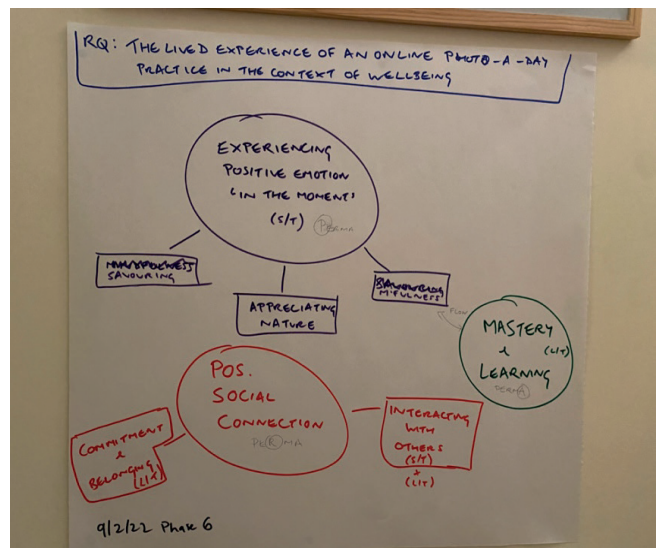 RQ: THE LIVED EXPERIENCE OF AN ONLINE PHOTO-A-DAY
PRACTICE IN THE CONTEXT OF WELLBEING
EXPERIENCING
POSITIVE EMOTION
'IN THE MOMENT'
(S/T)
PERMA
SAVOURING
APPRECIATING
NATURE
M'FULNESS
FLOW
MASTERY
& (L/T)
LEARNING
POS.
SOCIAL
CONNECTION
PERMA
COMMITMENT
&
BELONGING
(L/T)
INTERACTING
WITH
OTHERS
(S/T)
+
(L/T)
9/2/22 Phase 6